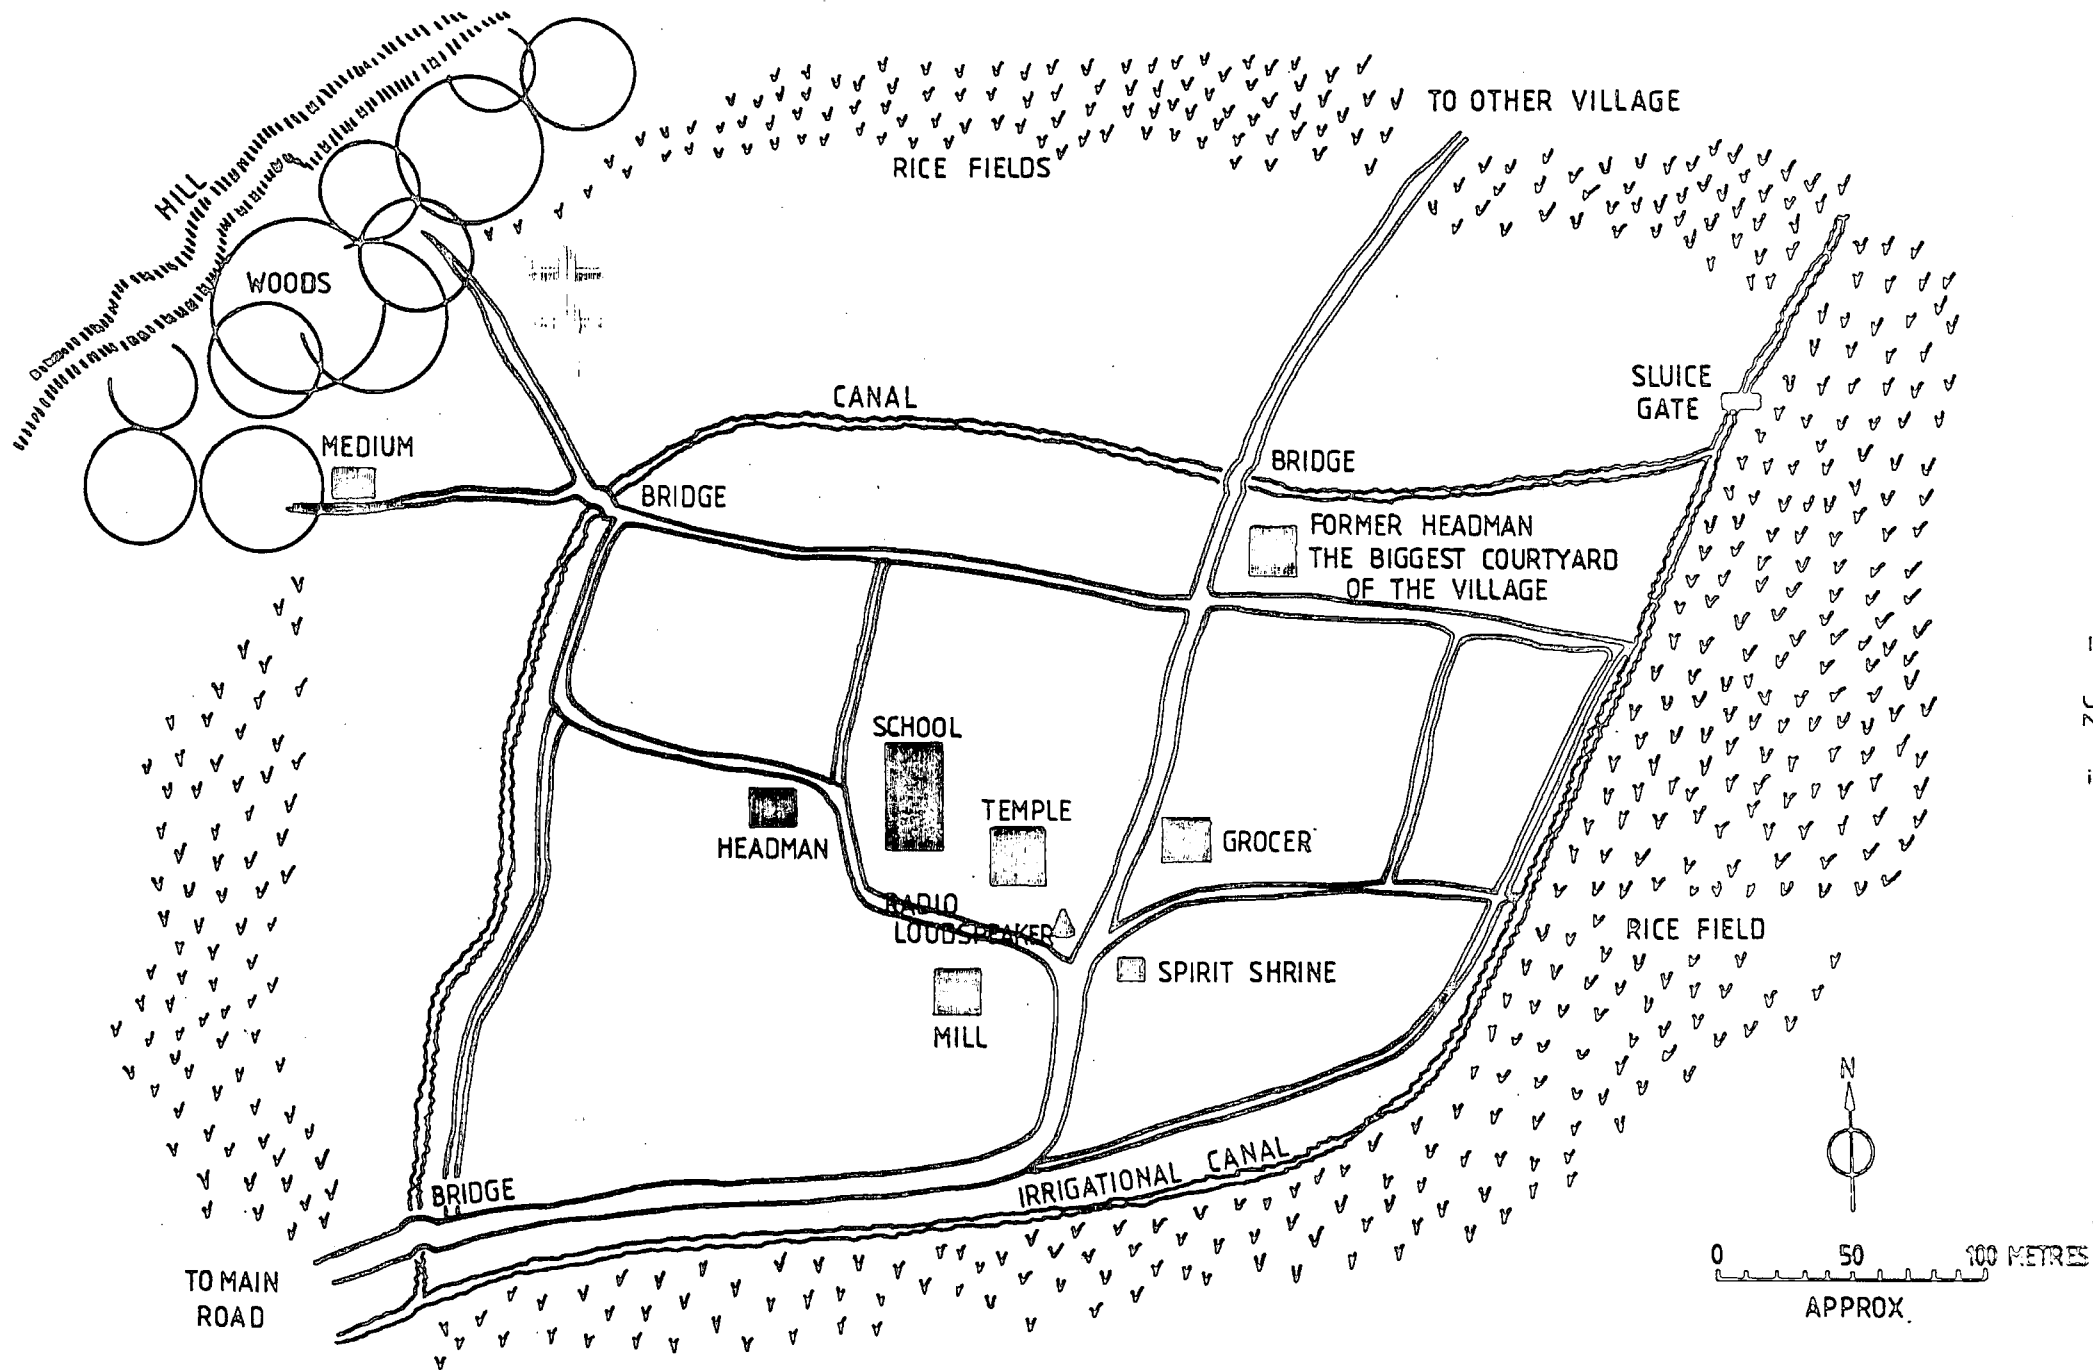 TO OTHER VILLAGE
RICE FIELDS
HILL
WOODS
SLUICE
GATE
CANAL
MEDIUM
BRIDGE
BRIDGE
FORMER HEADMAN
THE BIGGEST COURTYARD
OF THE VILLAGE
SCHOOL
TEMPLE
HEADMAN
GROCER
RADIO
LOUDSPEAKER
RICE FIELD
SPIRIT SHRINE
MILL
N
IRRIGATIONAL CANAL
BRIDGE
TO MAIN
ROAD
0 50 100 METRES
APPROX.